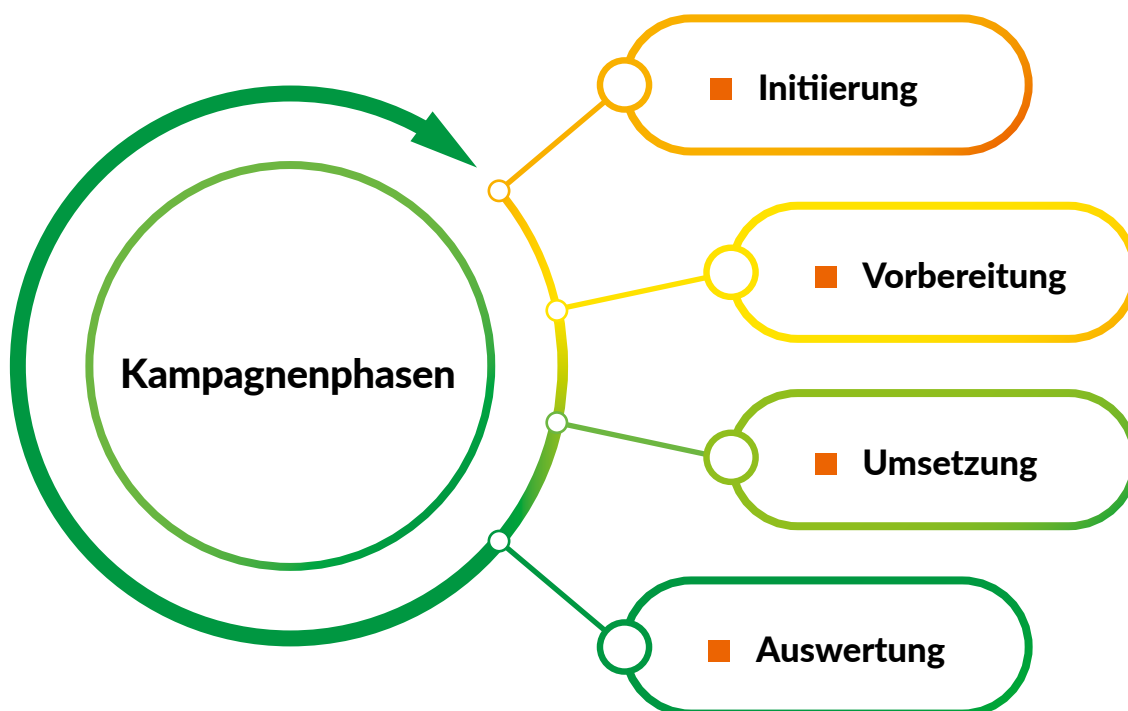 Kampagnenphasen
Initiierung
Vorbereitung
Umsetzung
Auswertung